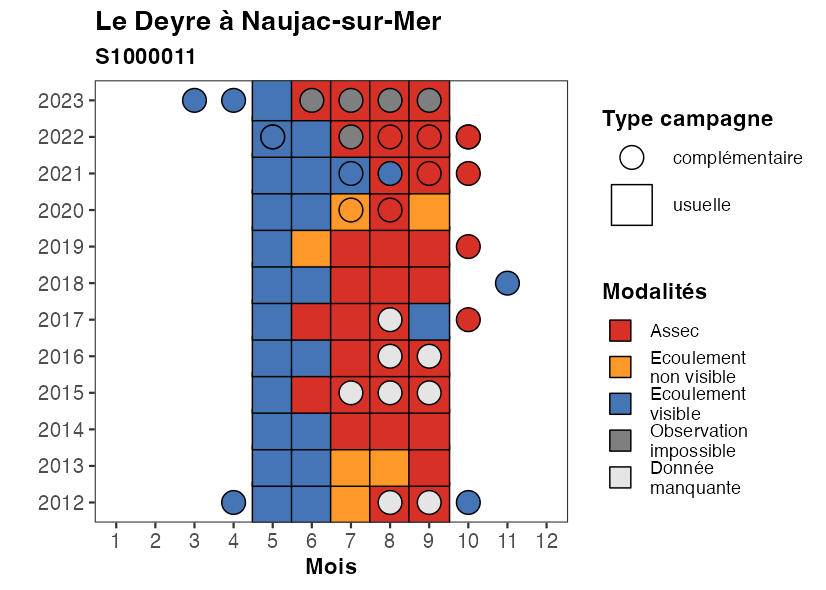 Le Deyre à Naujac-sur-Mer
S1000011
2023
2022
2021
2020
2019
2018
2017
2016
2015
2014
2013
2012
1 2 3 4 5 6 7 8 9 10 11 12
Mois
Type campagne
complémentaire
usuelle
Modalités
Assec
Ecoulement
non visible
Ecoulement
visible
Observation
impossible
Donnée
manquante